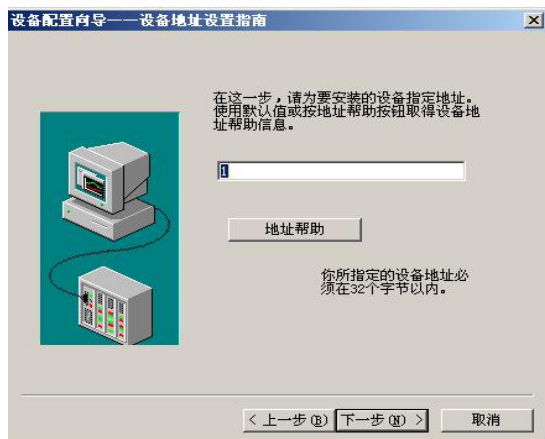 设备配置向导——设备地址设置指南
在这一步，请为要安装的设备指定地址。
使用默认值或按地址帮助按钮取得设备地
址帮助信息。
1
地址帮助
你所指定的设备地址必
须在32个字节以内。
< 上一步(B) 下一步(N) > 取消